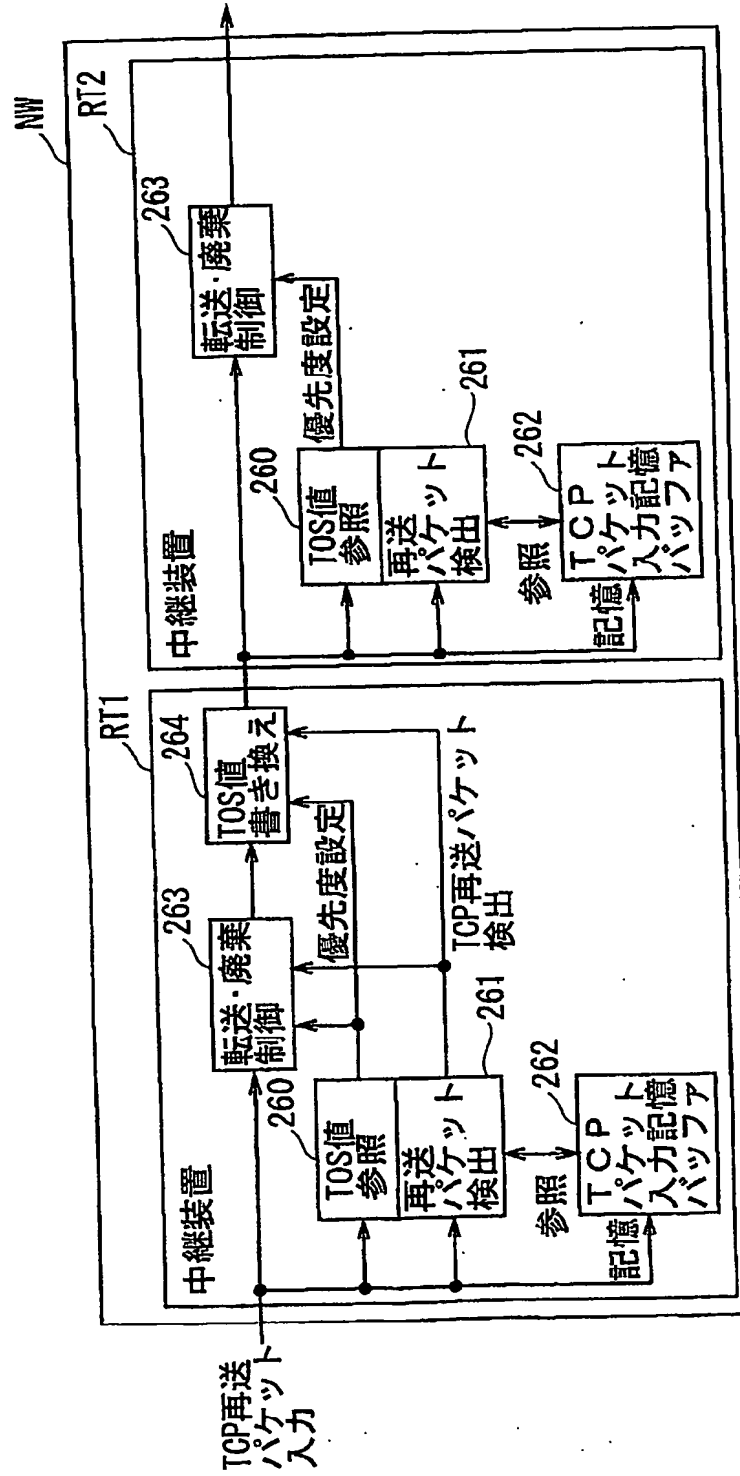 TCP再送
パケット
入力
NW
RT1
中継装置
263
転送・廃棄
制御
264
TOS値
書き換え
優先度設定
260
TOS値
参照
261
再送
パケット
検出
TCP再送パケット
検出
参照
262
記憶
TCP
パケット
入力記憶
バッファ
RT2
中継装置
263
転送・廃棄
制御
優先度設定
260
TOS値
参照
261
再送
パケット
検出
参照
262
記憶
TCP
パケット
入力記憶
バッファ